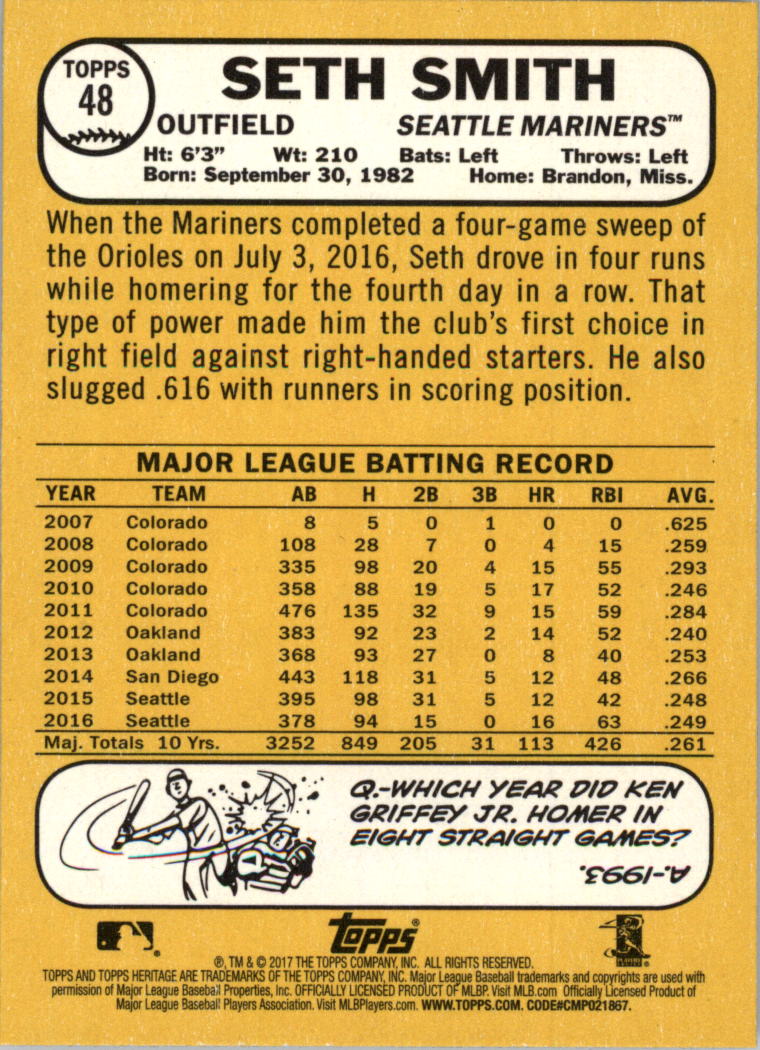 TOPPS
48
SETH SMITH
OUTFIELD SEATTLE MARINERS™
Ht: 6'3" Wt: 210 Bats: Left Throws: Left
Born: September 30, 1982 Home: Brandon, Miss.
When the Mariners completed a four-game sweep of
the Orioles on July 3, 2016, Seth drove in four runs
while homering for the fourth day in a row. That
type of power made him the club's first choice in
right field against right-handed starters. He also
slugged .616 with runners in scoring position.
MAJOR LEAGUE BATTING RECORD
YEAR TEAM AB H 2B 3B HR RBI AVG.
2007 Colorado 8 5 0 1 0 0 .625
2008 Colorado 108 28 7 0 4 15 .259
2009 Colorado 335 98 20 4 15 55 .293
2010 Colorado 358 88 19 5 17 52 .246
2011 Colorado 476 135 32 9 15 59 .284
2012 Oakland 383 92 23 2 14 52 .240
2013 Oakland 368 93 27 0 8 40 .253
2014 San Diego 443 118 31 5 12 48 .266
2015 Seattle 395 98 31 5 12 42 .248
2016 Seattle 378 94 15 0 16 63 .249
Maj. Totals 10 Yrs. 3252 849 205 31 113 426 .261
Q.-WHICH YEAR DID KEN
GRIFFEY JR. HOMER IN
EIGHT STRAIGHT GAMES?
A.-1993.
Topps®
®, TM & © 2017 THE TOPPS COMPANY, INC. ALL RIGHTS RESERVED.
TOPPS AND TOPPS HERITAGE ARE TRADEMARKS OF THE TOPPS COMPANY, INC. Major League Baseball trademarks and copyrights are used with
permission of Major League Baseball Properties, Inc. OFFICIALLY LICENSED PRODUCT OF MLBP. Visit MLB.com Officially Licensed Product of
Major League Baseball Players Association. Visit MLBPlayers.com. WWW.TOPPS.COM. CODE#CMP021867.